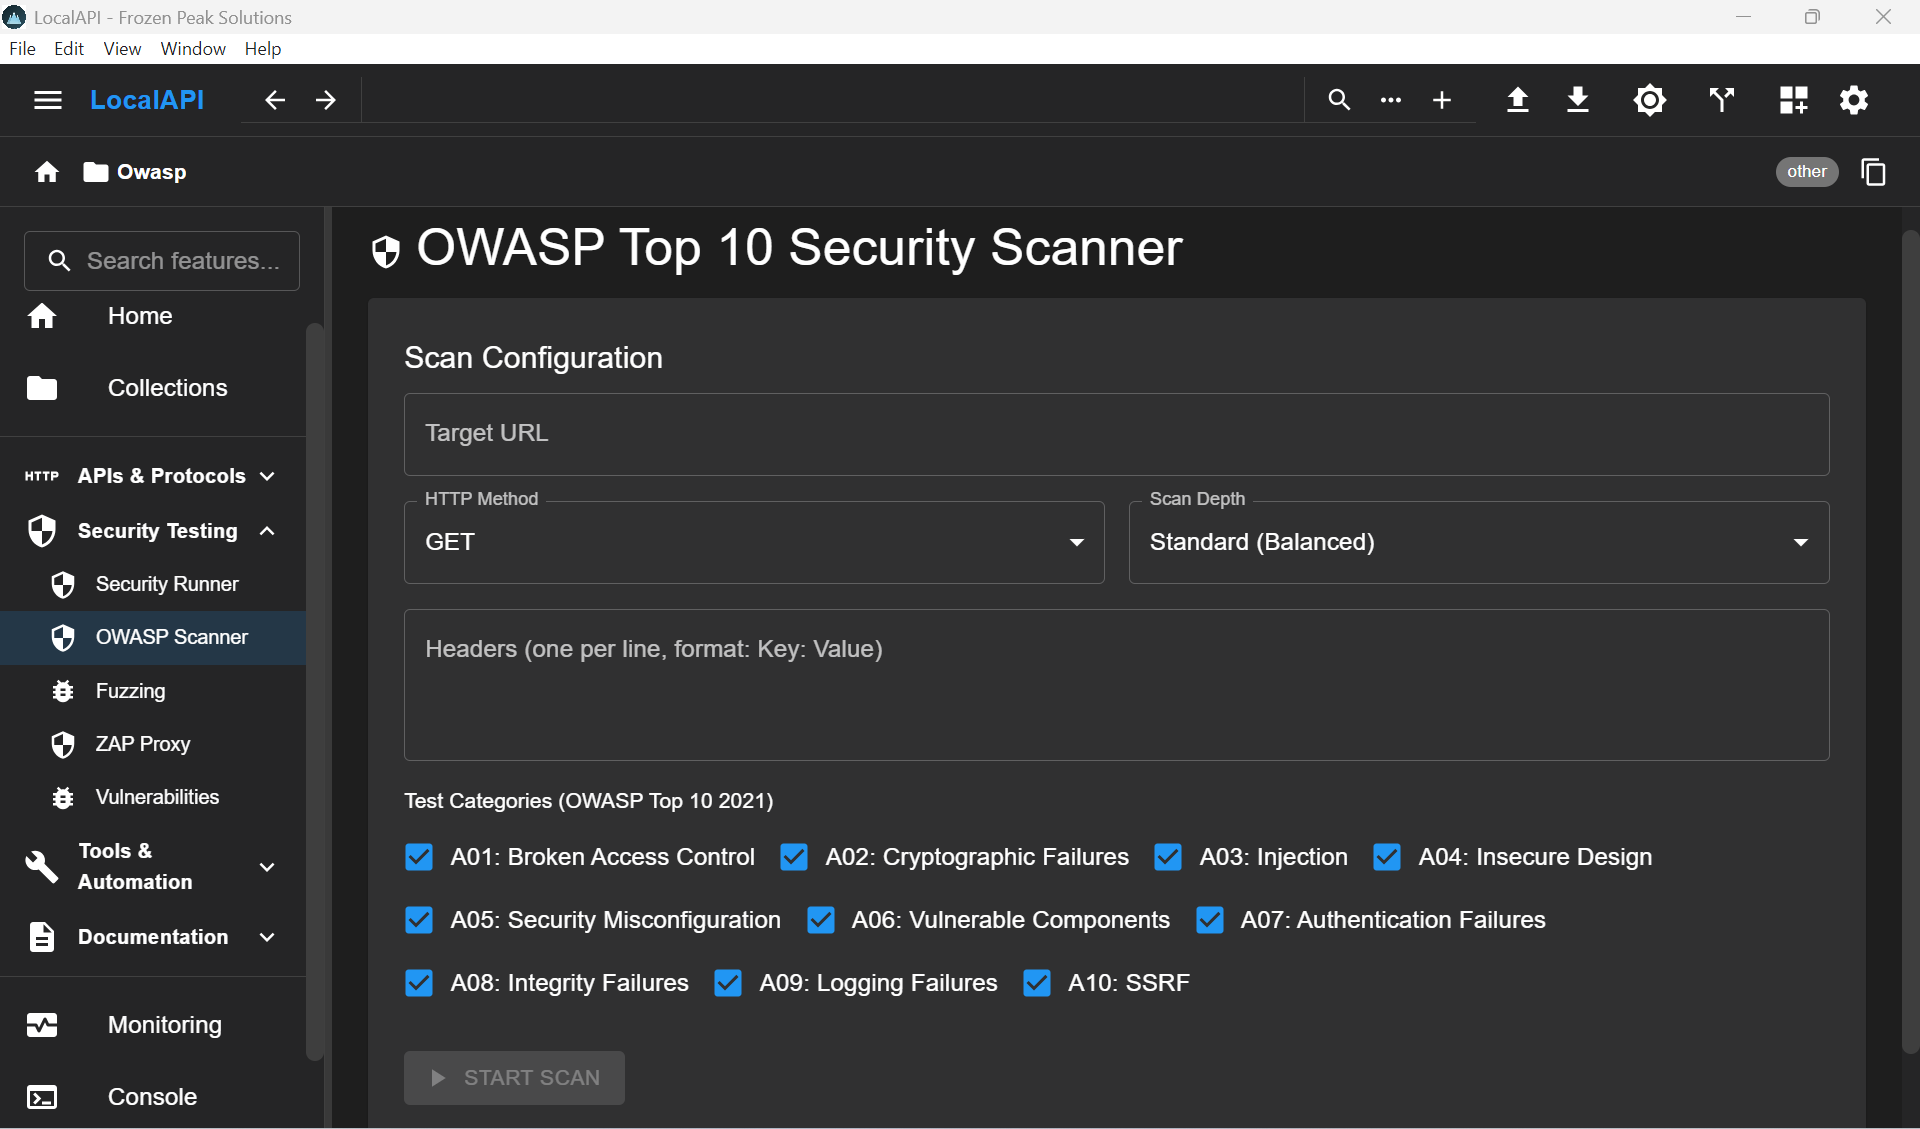 LocalAPI - Frozen Peak Solutions
File Edit View Window Help
LocalAPI
Owasp
other
Search features...
Home
Collections
HTTP APIs & Protocols
Security Testing
Security Runner
OWASP Scanner
Fuzzing
ZAP Proxy
Vulnerabilities
Tools &
Automation
Documentation
Monitoring
Console
OWASP Top 10 Security Scanner
Scan Configuration
Target URL
HTTP Method
GET
Scan Depth
Standard (Balanced)
Headers (one per line, format: Key: Value)
Test Categories (OWASP Top 10 2021)
A01: Broken Access Control A02: Cryptographic Failures A03: Injection A04: Insecure Design
A05: Security Misconfiguration A06: Vulnerable Components A07: Authentication Failures
A08: Integrity Failures A09: Logging Failures A10: SSRF
START SCAN